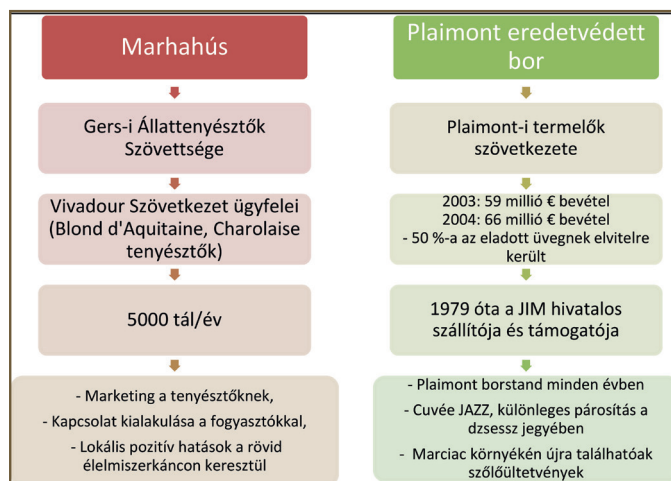 Marhahús
Gers-i Állattenyésztők
Szövettsége
Vivadour Szövetkezet ügyfelei
(Blond d'Aquitaine, Charolaise
tenyésztők)
5000 tál/év
- Marketing a tenyésztőknek,
- Kapcsolat kialakulása a fogyasztókkal,
- Lokális pozitív hatások a rövid
élelmiszerkáncon keresztül
Plaimont eredetvédett
bor
Plaimont-i termelők
szövetkezete
2003: 59 millió € bevétel
2004: 66 millió € bevétel
- 50 %-a az eladott üvegnek elvitelre
került
1979 óta a JIM hivatalos
szállítója és támogatója
- Plaimont borstand minden évben
- Cuvée JAZZ, különleges párosítás a
dzsessz jegyében
- Marciac környékén újra találhatóak
szőlőültetvények